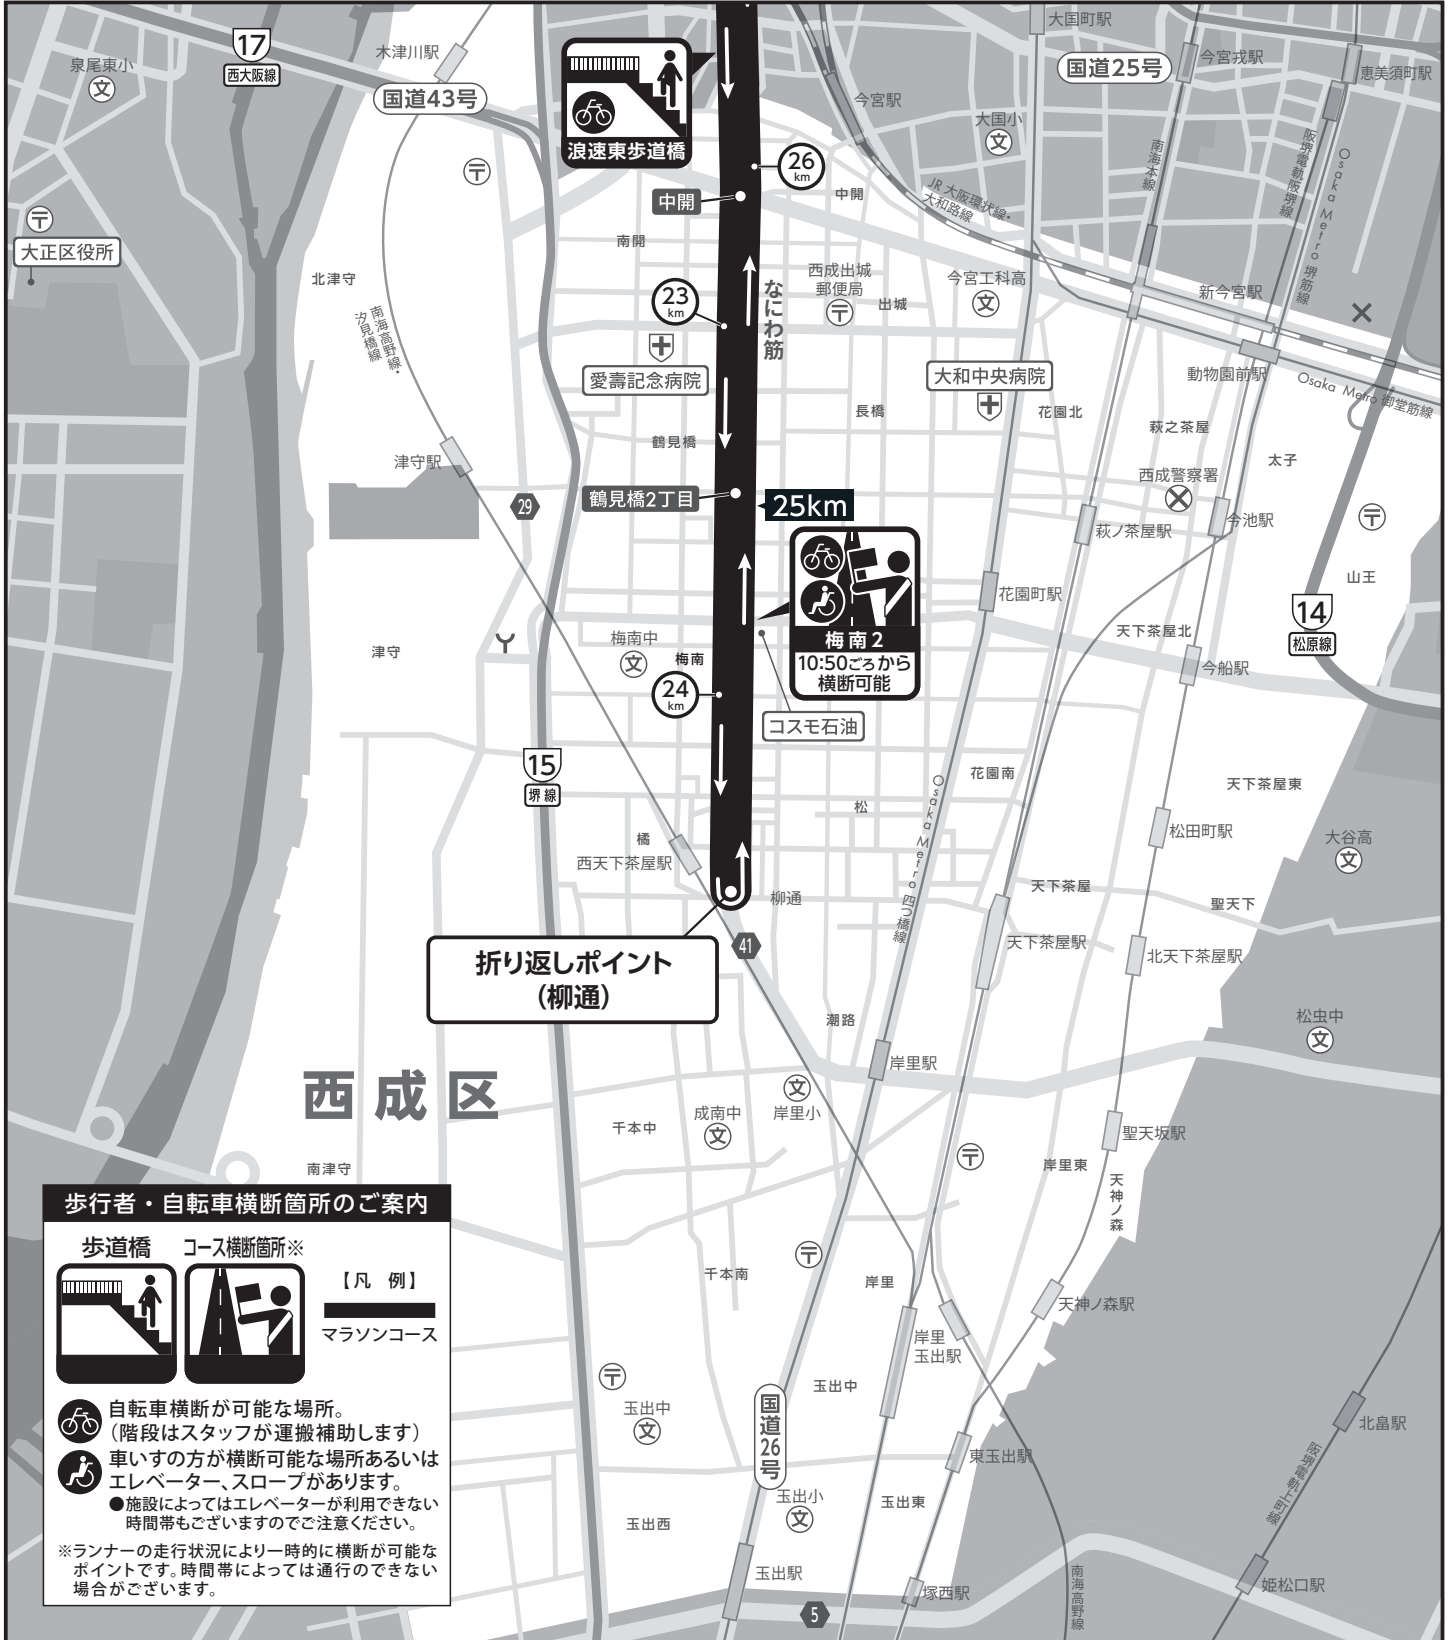 大国町駅
17
西大阪線
木津川駅
国道43号
泉尾東小
文
国道25号
今宮戎駅
恵美須町駅
今宮駅
大国小
文
浪速東歩道橋
26
km
中開
中開
南海本線
阪堺電軌阪堺線
Osaka Metro 堺筋線
JR 大阪環状線・
大和路線
〒
〒
大正区役所
南開
北津守
西成出城
郵便局
〒
出城
今宮工科高
文
新今宮駅
23
km
なにわ筋
南海高野線・
汐見橋線
愛壽記念病院
大和中央病院
動物園前駅
Osaka Metro 御堂筋線
長橋
花園北
萩之茶屋
鶴見橋
太子
津守駅
西成警察署
鶴見橋2丁目
25km
29
萩ノ茶屋駅
今池駅
〒
山王
花園町駅
14
松原線
梅南2
10:50ごろから
横断可能
天下茶屋北
梅南中
文
梅南
津守
今船駅
24
km
コスモ石油
15
堺線
花園南
天下茶屋東
Osaka Metro 四つ橋線
松
松田町駅
橘
西天下茶屋駅
大谷高
文
天下茶屋
柳通
聖天下
折り返しポイント
(柳通)
41
天下茶屋駅
北天下茶屋駅
潮路
松虫中
文
岸里駅
西成区
文
岸里小
成南中
文
千本中
聖天坂駅
〒
岸里東
南津守
天神ノ森
歩行者・自転車横断箇所のご案内
歩道橋
コース横断箇所※
【凡 例】
マラソンコース
自転車横断が可能な場所。
(階段はスタッフが運搬補助します)
車いすの方が横断可能な場所あるいは
エレベーター、スロープがあります。
●施設によってはエレベーターが利用できない
時間帯もございますのでご注意ください。
※ランナーの走行状況により一時的に横断が可能な
ポイントです。時間帯によっては通行のできない
場合がございます。
〒
千本南
岸里
天神ノ森駅
岸里
玉出駅
〒
玉出中
玉出中
文
国道26号
北畠駅
東玉出駅
阪堺電軌上町線
玉出小
文
玉出東
玉出西
玉出駅
塚西駅
南海高野線
姫松口駅
5